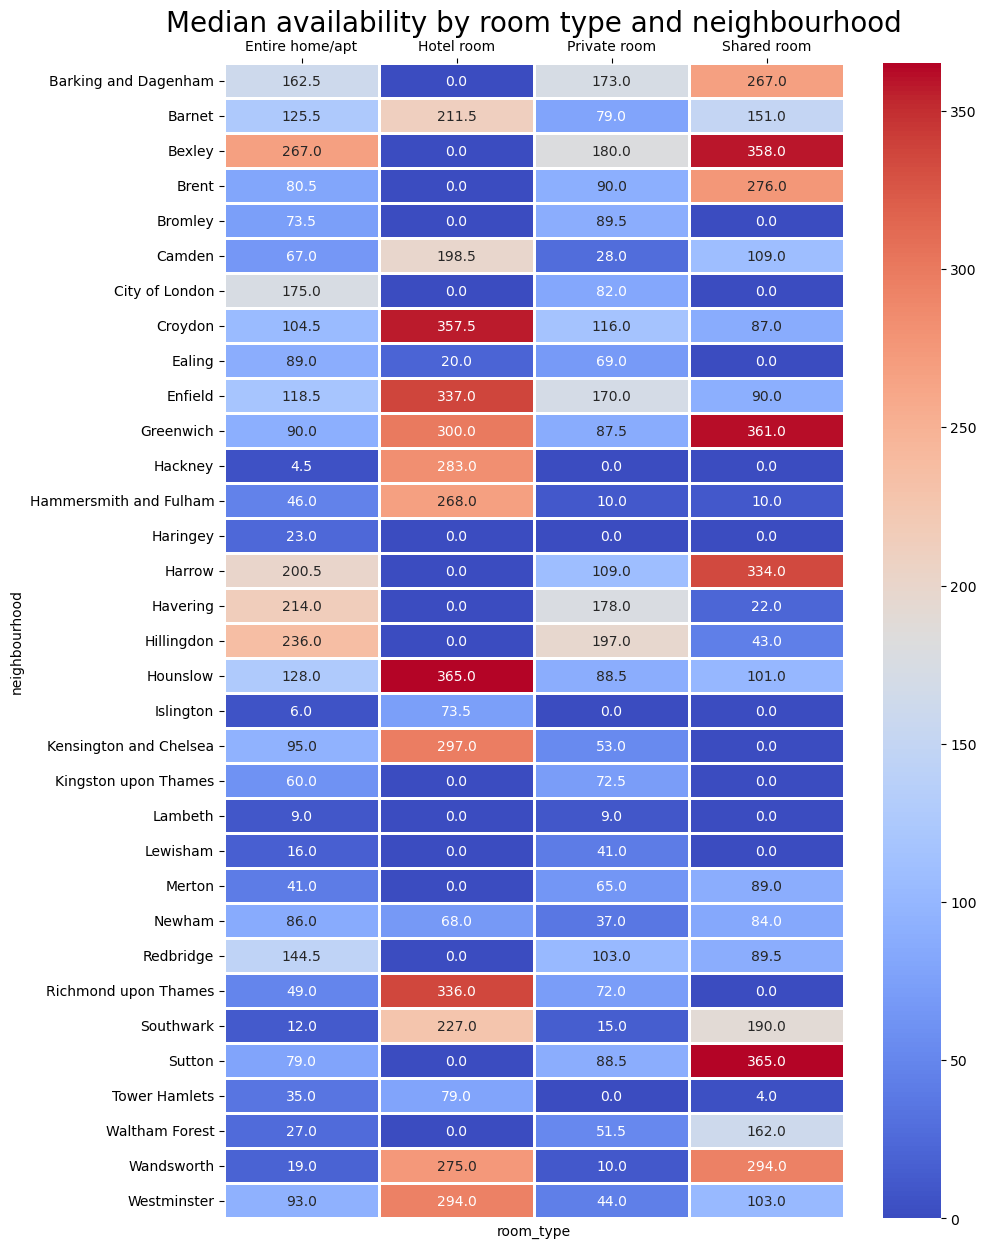 Median availability by room type and neighbourhood
Entire home/apt Hotel room Private room Shared room
Barking and Dagenham 162.5 0.0 173.0 267.0
Barnet 125.5 211.5 79.0 151.0
Bexley 267.0 0.0 180.0 358.0
Brent 80.5 0.0 90.0 276.0
Bromley 73.5 0.0 89.5 0.0
Camden 67.0 198.5 28.0 109.0
City of London 175.0 0.0 82.0 0.0
Croydon 104.5 357.5 116.0 87.0
Ealing 89.0 20.0 69.0 0.0
Enfield 118.5 337.0 170.0 90.0
Greenwich 90.0 300.0 87.5 361.0
Hackney 4.5 283.0 0.0 0.0
Hammersmith and Fulham 46.0 268.0 10.0 10.0
Haringey 23.0 0.0 0.0 0.0
Harrow 200.5 0.0 109.0 334.0
Havering 214.0 0.0 178.0 22.0
Hillingdon 236.0 0.0 197.0 43.0
Hounslow 128.0 365.0 88.5 101.0
Islington 6.0 73.5 0.0 0.0
Kensington and Chelsea 95.0 297.0 53.0 0.0
Kingston upon Thames 60.0 0.0 72.5 0.0
Lambeth 9.0 0.0 9.0 0.0
Lewisham 16.0 0.0 41.0 0.0
Merton 41.0 0.0 65.0 89.0
Newham 86.0 68.0 37.0 84.0
Redbridge 144.5 0.0 103.0 89.5
Richmond upon Thames 49.0 336.0 72.0 0.0
Southwark 12.0 227.0 15.0 190.0
Sutton 79.0 0.0 88.5 365.0
Tower Hamlets 35.0 79.0 0.0 4.0
Waltham Forest 27.0 0.0 51.5 162.0
Wandsworth 19.0 275.0 10.0 294.0
Westminster 93.0 294.0 44.0 103.0
neighbourhood
room_type
350
300
250
200
150
100
50
0